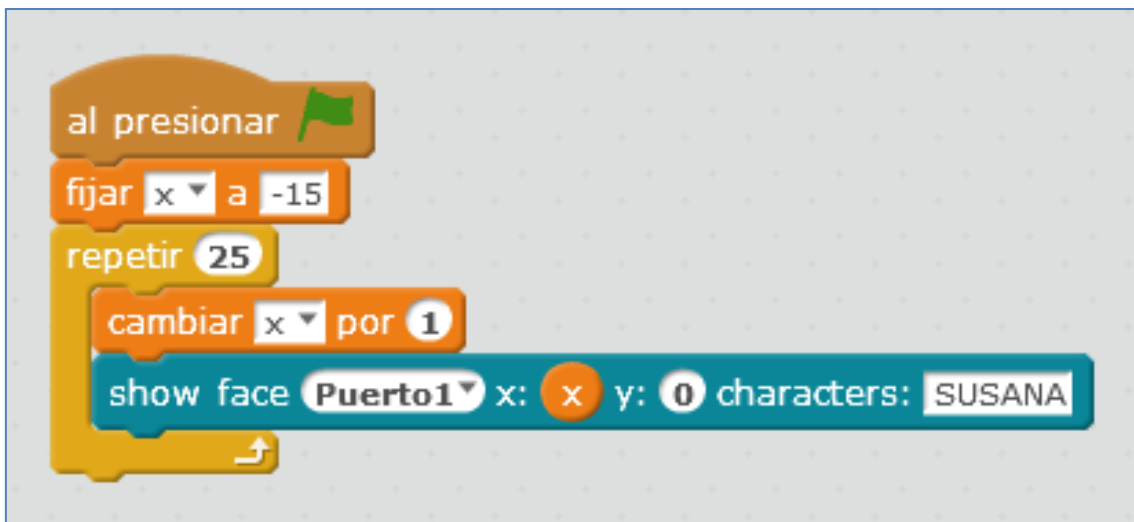 al presionar
fijar x a -15
repetir 25
cambiar x por 1
show face Puerto1 x: x y: 0 characters: SUSANA